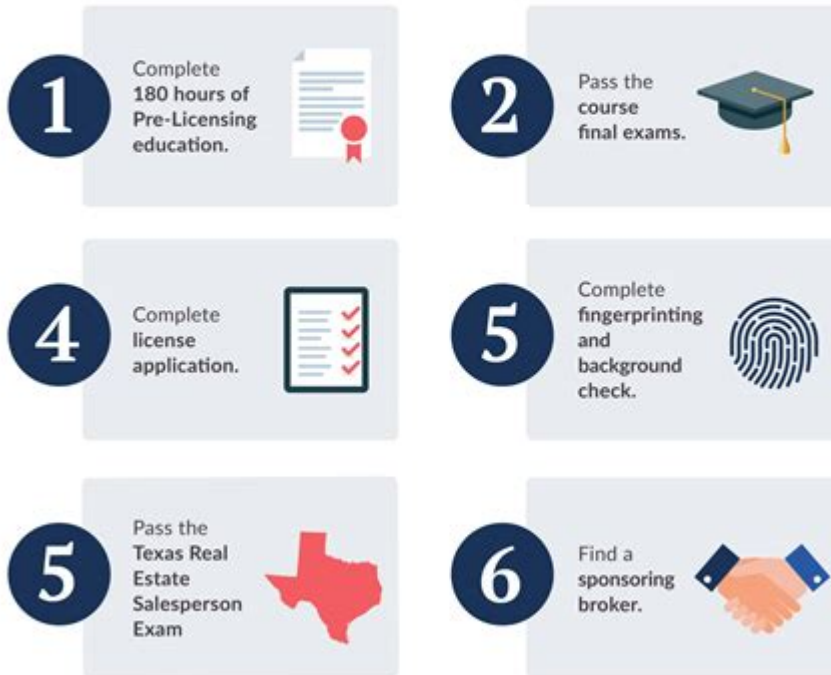 1
Complete
180 hours of
Pre-Licensing
education.
2
Pass the
course
final exams.
4
Complete
license
application.
5
Complete
fingerprinting
and
background
check.
5
Pass the
Texas Real
Estate
Salesperson
Exam
6
Find a
sponsoring
broker.